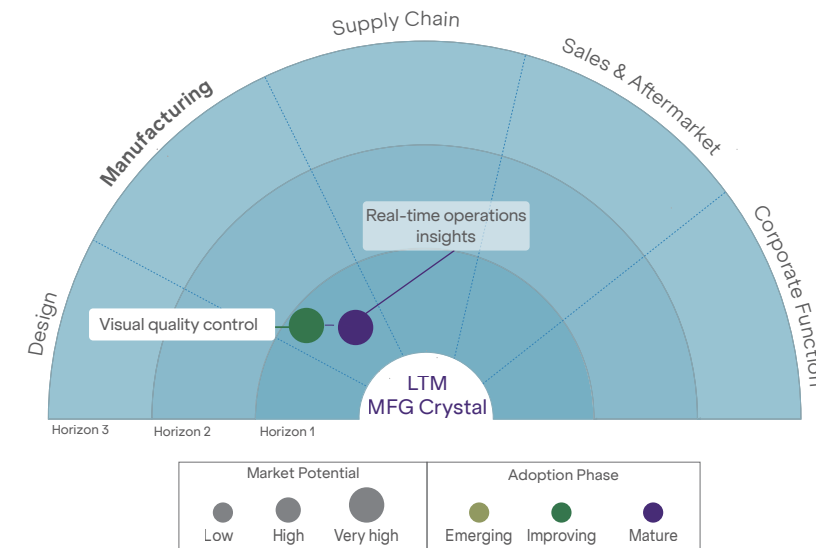 Supply Chain
Sales & Aftermarket
Manufacturing
Real-time operations
insights
Corporate Function
Design
Visual quality control
LTM
MFG Crystal
Horizon 3
Horizon 2
Horizon 1
Market Potential
Adoption Phase
Low
High
Very high
Emerging
Improving
Mature